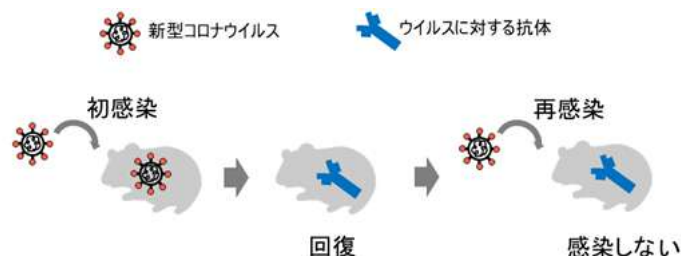 新型コロナウイルス
ウイルスに対する抗体
初感染
再感染
回復
感染しない